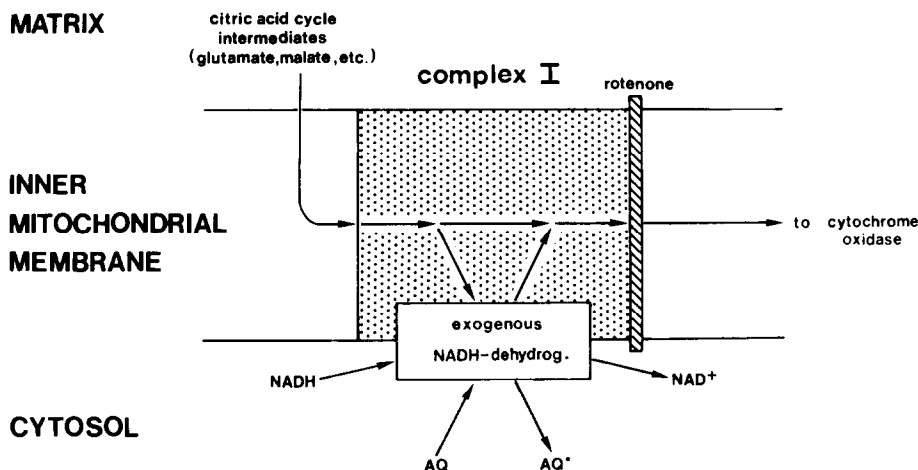 MATRIX
citric acid cycle
intermediates
(glutamate,malate,etc.)
complex I
rotenone
INNER
MITOCHONDRIAL
MEMBRANE
to cytochrome
oxidase
exogenous
NADH-dehydrog.
NADH
NAD⁺
CYTOSOL
AQ
AQ•